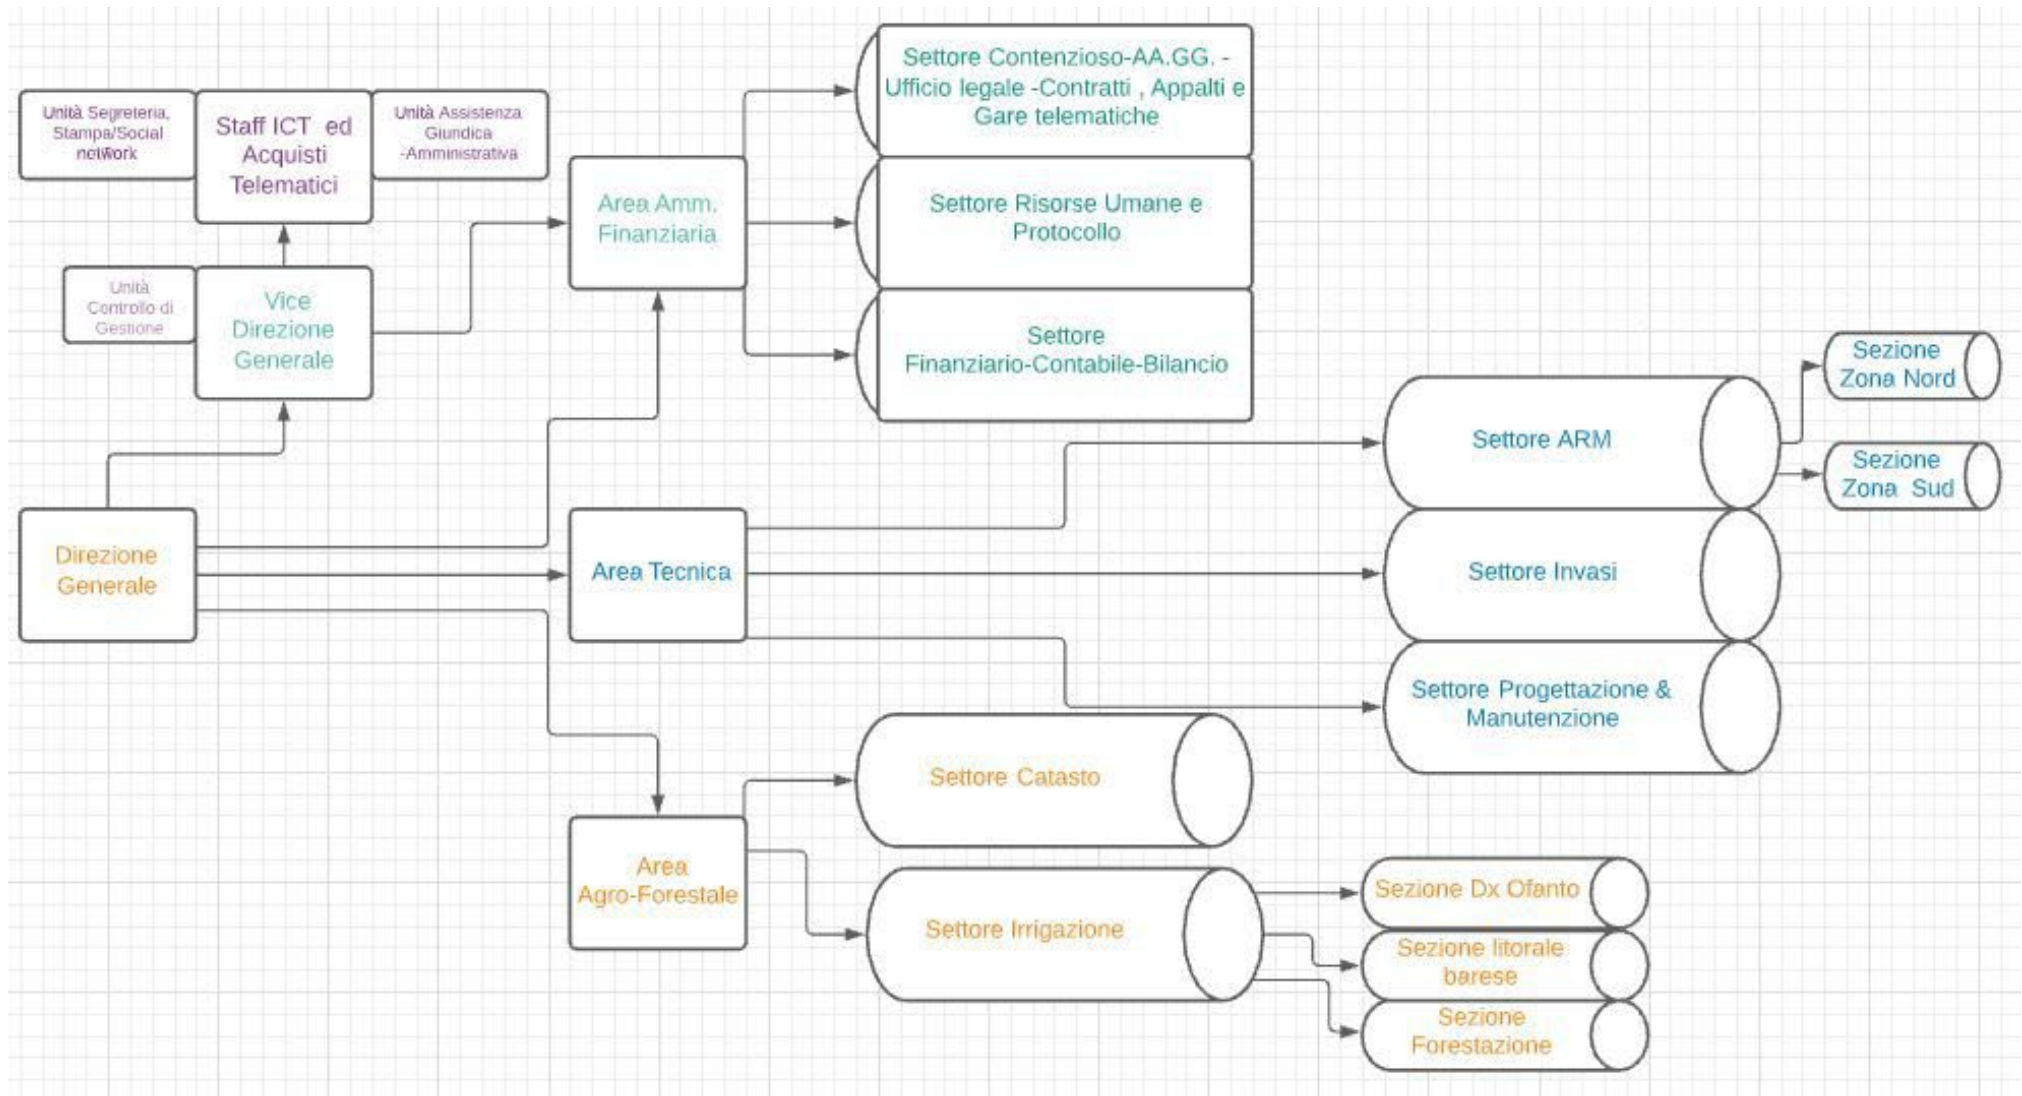 Unità Segreteria,
Stampa/Social
network
Staff ICT ed
Acquisti
Telematici
Unità Assistenza
Giundica
-Amministrativa
Unità
Controllo di
Gestione
Vice
Direzione
Generale
Direzione
Generale
Area Amm.
Finanziaria
Settore Contenzioso-AA.GG. -
Ufficio legale -Contratti , Appalti e
Gare telematiche
Settore Risorse Umane e
Protocollo
Settore
Finanziario-Contabile-Bilancio
Area Tecnica
Settore ARM
Sezione
Zona Nord
Sezione
Zona Sud
Settore Invasi
Settore Progettazione &
Manutenzione
Area
Agro-Forestale
Settore Catasto
Settore Irrigazione
Sezione Dx Ofanto
Sezione litorale
barese
Sezione
Forestazione